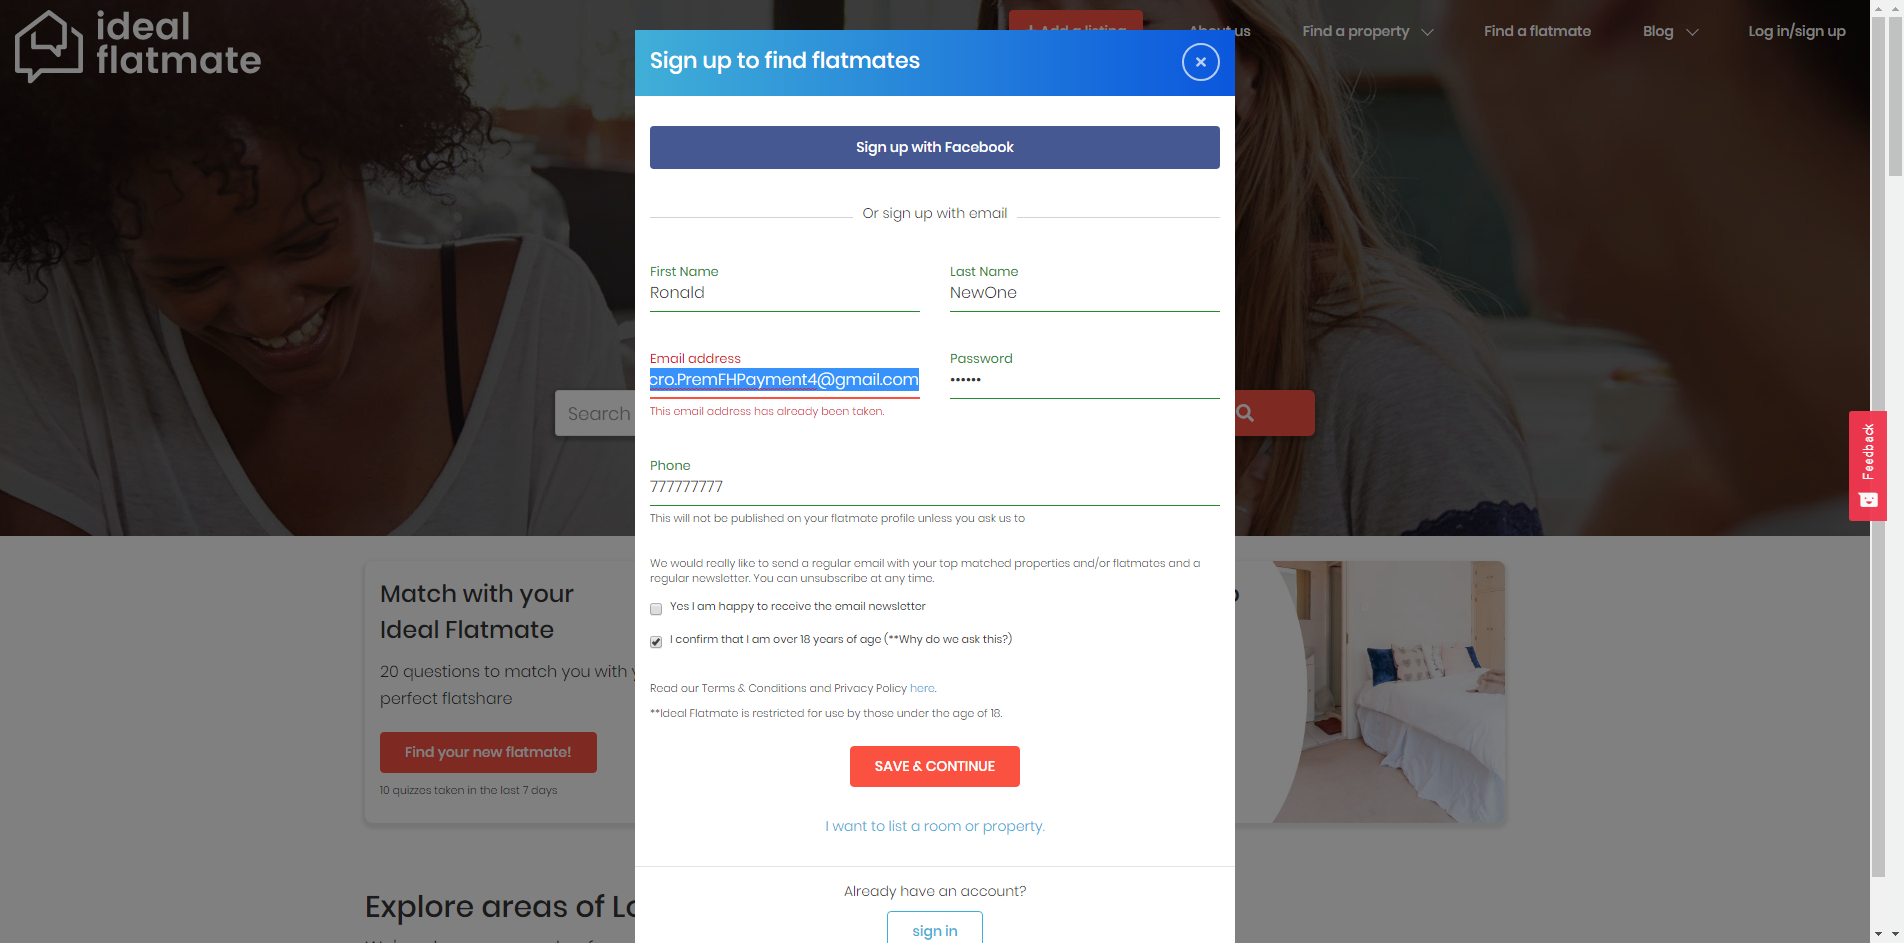 ideal
flatmate
About us
Find a property
Find a flatmate
Blog
Log in/sign up
Sign up to find flatmates
Sign up with Facebook
Or sign up with email
First Name
Last Name
Ronald
NewOne
Email address
Password
cro.PremFHPayment4@gmail.com
••••••
This email address has already been taken.
Search
Feedback
Phone
777777777
This will not be published on your flatmate profile unless you ask us to
We would really like to send a regular email with your top matched properties and/or flatmates and a
regular newsletter. You can unsubscribe at any time.
Yes I am happy to receive the email newsletter
I confirm that I am over 18 years of age (**Why do we ask this?)
Read our Terms & Conditions and Privacy Policy here.
**Ideal Flatmate is restricted for use by those under the age of 18.
SAVE & CONTINUE
I want to list a room or property.
Already have an account?
sign in
Match with your
Ideal Flatmate
20 questions to match you with
perfect flatshare
Find your new flatmate!
10 quizzes taken in the last 7 days
Explore areas of